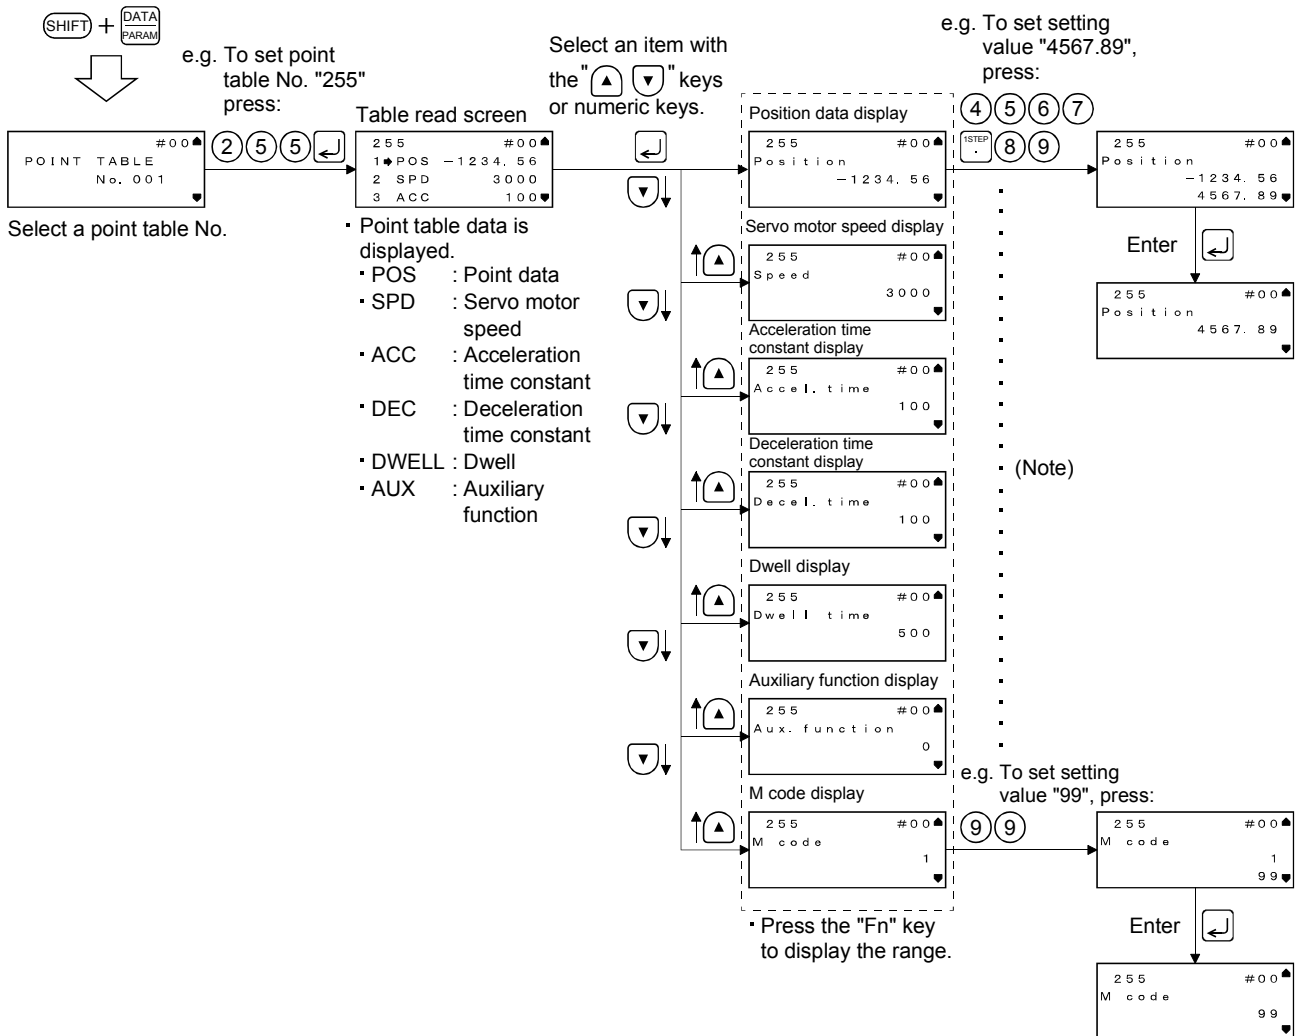 SHIFT + DATA
PARAM
e.g. To set point
table No. "255"
press:
2 5 5
#00
POINT TABLE
No. 001
Select a point table No.
Table read screen
255 #00
1 POS -1234. 56
2 SPD 3000
3 ACC 100
Point table data is
displayed.
POS : Point data
SPD : Servo motor
speed
ACC : Acceleration
time constant
DEC : Deceleration
time constant
DWELL : Dwell
AUX : Auxiliary
function
Select an item with
the " ▲ ▼ " keys
or numeric keys.
Position data display
255 #00
Position
-1234. 56
Servo motor speed display
255 #00
Speed
3000
Acceleration time
constant display
255 #00
Accel. time
100
Deceleration time
constant display
255 #00
Decel. time
100
Dwell display
255 #00
Dwell time
500
Auxiliary function display
255 #00
Aux. function
0
M code display
255 #00
M code
1
Press the "Fn" key
to display the range.
e.g. To set setting
value "4567.89",
press:
4 5 6 7
1STEP
. 8 9
255 #00
Position
-1234. 56
4567. 89
Enter
255 #00
Position
4567. 89
(Note)
e.g. To set setting
value "99", press:
9 9
255 #00
M code
1
99
Enter
255 #00
M code
99